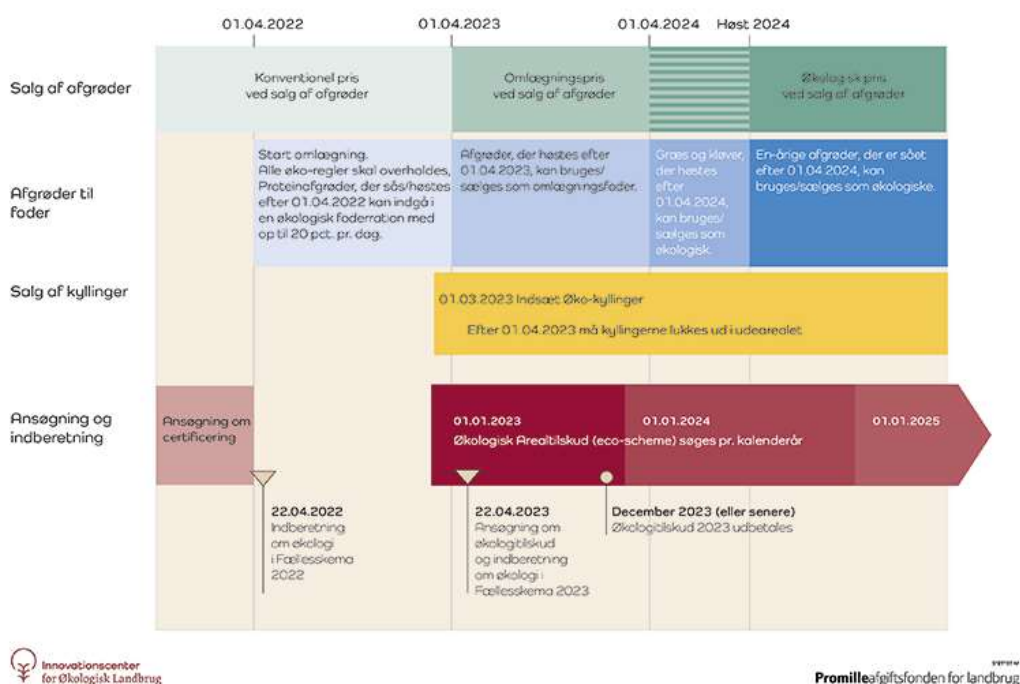 01.04.2022
01.04.2023
01.04.2024
Høst 2024
Salg af afgrøder
Konventionel pris
ved salg af afgrøder
Omlægningspris
ved salg af afgrøder
Økologisk pris
ved salg af afgrøder
Afgrøder til
foder
Start omlægning.
Alle øko-regler skal overholdes,
Proteinafgrøder, der sås/høstes
efter 01.04.2022 kan indgå i
en økologisk foderration med
op til 20 pct. pr. dag.
Afgrøder, der høstes efter
01.04.2023, kan bruges/
sælges som omlægningsfoder.
Græs og kløver,
der høstes
efter
01.04.2024,
kan bruges/
sælges som
økologisk.
En-årige afgrøder, der er sået
efter 01.04.2024, kan
bruges/sælges som økologiske.
Salg af kyllinger
01.03.2023 Indsæt Øko-kyllinger
Efter 01.04.2023 må kyllingerne lukkes ud i udearealet
Ansøgning og
indberetning
Ansøgning om
certificering
01.01.2023
01.01.2024
01.01.2025
Økologisk Arealtilskud (eco-scheme) søges pr. kalenderår
22.04.2022
Indberetning
om økologi
i Fællesskema
2022
22.04.2023
Ansøgning om
økologitilskud
og indberetning
om økologi i
Fællesskema 2023
December 2023 (eller senere)
Økologitilskud 2023 udbetales
Innovationscenter
for Økologisk Landbrug
Promilleafgiftsfonden for landbrug